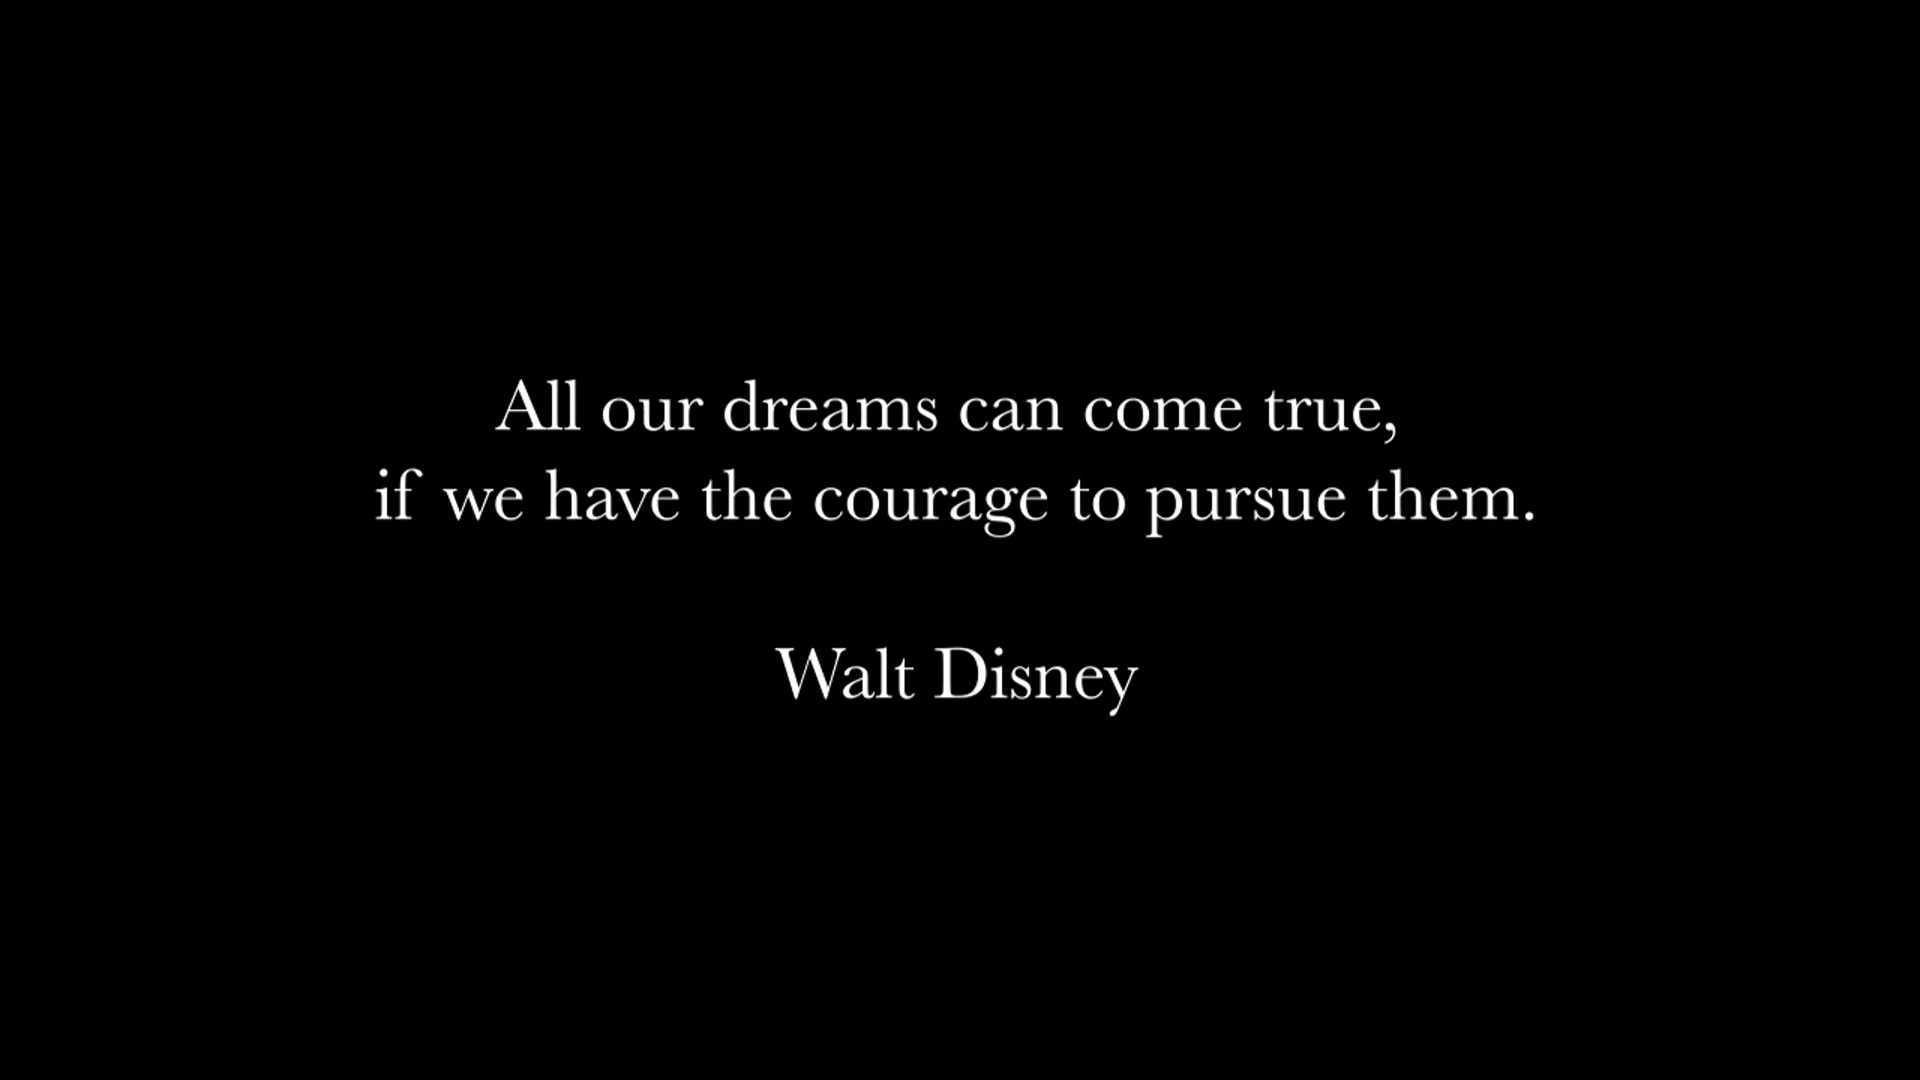 All our dreams can come true,
if we have the courage to pursue them.
Walt Disney